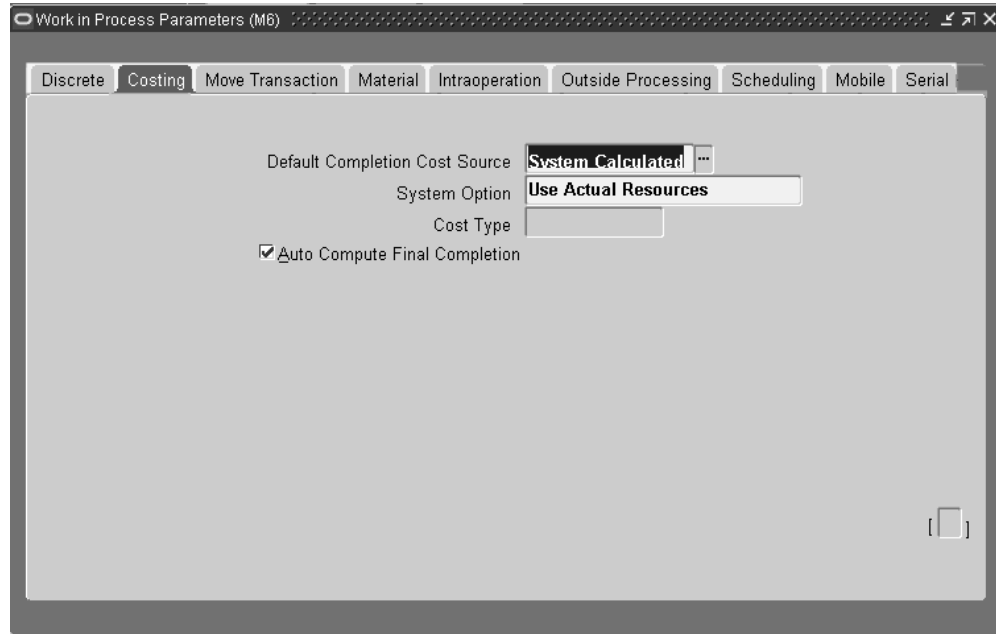 Work in Process Parameters (M6)
Discrete Costing Move Transaction Material Intraoperation Outside Processing Scheduling Mobile Serial
Default Completion Cost Source System Calculated ...
System Option Use Actual Resources
Cost Type
Auto Compute Final Completion
[ ]